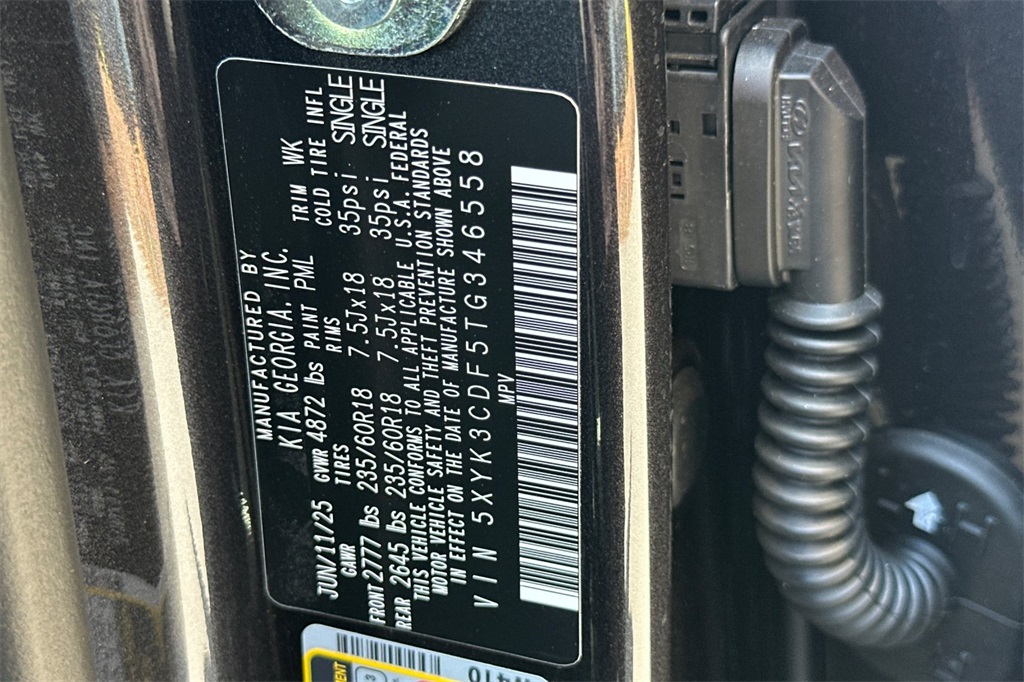 MANUFACTURED BY
KIA GEORGIA, INC.
JUN/11/25 GVWR 4872 lbs PAINT PML TRIM WK
GAWR TIRES RIMS COLD TIRE INFL
FRONT 2777 lbs 235/60R18 7.5Jx18 35psi SINGLE
REAR 2645 lbs 235/60R18 7.5Jx18 35psi SINGLE
THIS VEHICLE CONFORMS TO ALL APPLICABLE U.S.A. FEDERAL
MOTOR VEHICLE SAFETY AND THEFT PREVENTION STANDARDS
IN EFFECT ON THE DATE OF MANUFACTURE SHOWN ABOVE
VIN 5XYK3CDF5TG346558
MPV